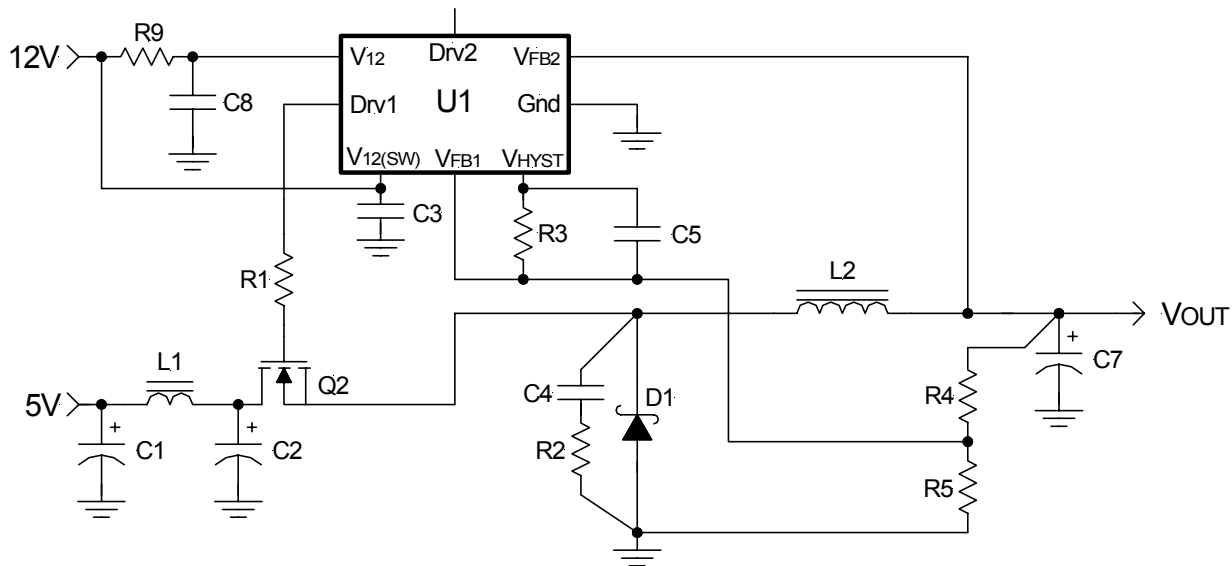 12V
R9
C8
V12
Drv2
VFB2
Drv1
U1
Gnd
V12(SW)
VFB1
VHYST
C3
R3
C5
R1
L2
VOUT
L1
Q2
5V
C1
+
C2
+
C4
D1
R2
R4
+
C7
R5